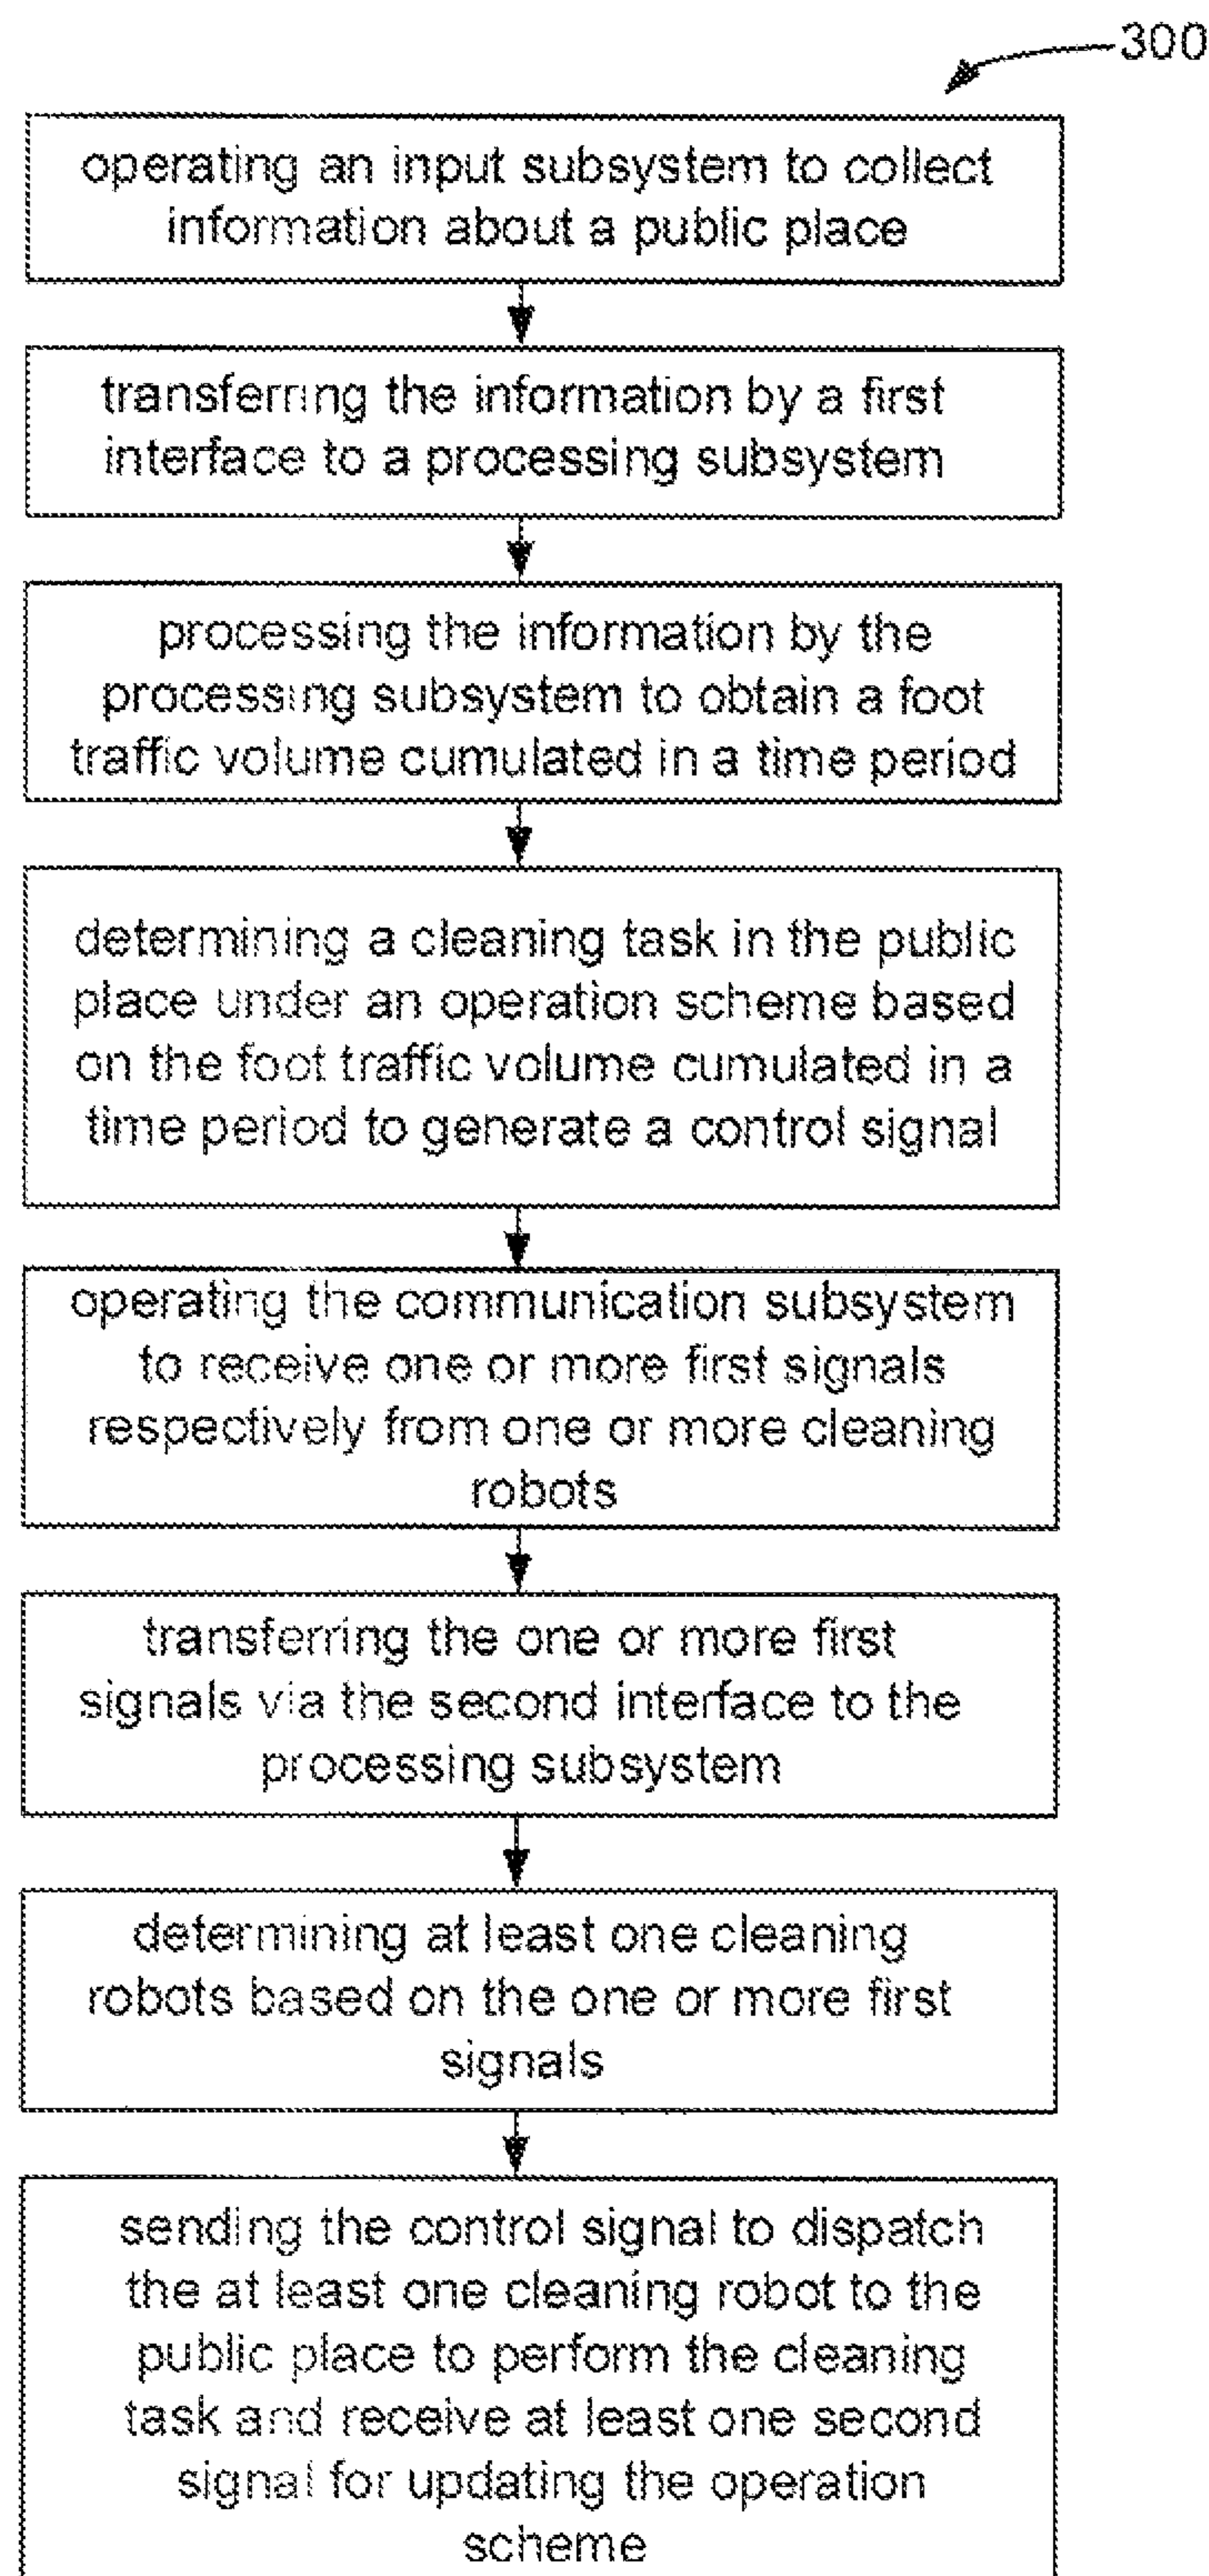 300
operating an input subsystem to collect
information about a public place
transferring the information by a first
interface to a processing subsystem
processing the information by the
processing subsystem to obtain a foot
traffic volume cumulated in a time period
determining a cleaning task in the public
place under an operation scheme based
on the foot traffic volume cumulated in a
time period to generate a control signal
operating the communication subsystem
to receive one or more first signals
respectively from one or more cleaning
robots
transferring the one or more first
signals via the second interface to the
processing subsystem
determining at least one cleaning
robots based on the one or more first
signals
sending the control signal to dispatch
the at least one cleaning robot to the
public place to perform the cleaning
task and receive at least one second
signal for updating the operation
scheme